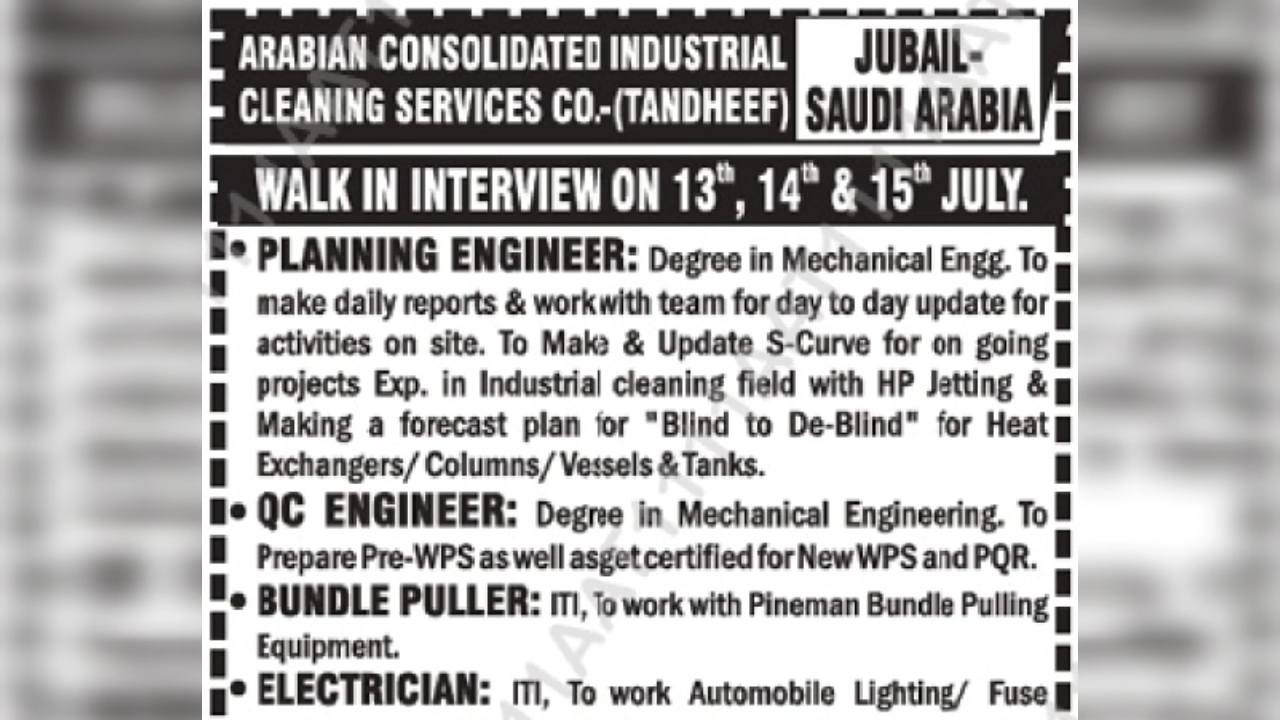 ARABIAN CONSOLIDATED INDUSTRIAL
CLEANING SERVICES CO.-(TANDHEEF)
JUBAIL-
SAUDI ARABIA
WALK IN INTERVIEW ON 13th, 14th & 15th JULY.
• PLANNING ENGINEER: Degree in Mechanical Engg. To
make daily reports & work with team for day to day update for
activities on site. To Make & Update S-Curve for on going
projects Exp. in Industrial cleaning field with HP Jetting &
Making a forecast plan for "Blind to De-Blind" for Heat
Exchangers/ Columns/ Vessels & Tanks.
• QC ENGINEER: Degree in Mechanical Engineering. To
Prepare Pre-WPS as well as get certified for New WPS and PQR.
• BUNDLE PULLER: ITI, To work with Pineman Bundle Pulling
Equipment.
• ELECTRICIAN: ITI, To work Automobile Lighting/ Fuse